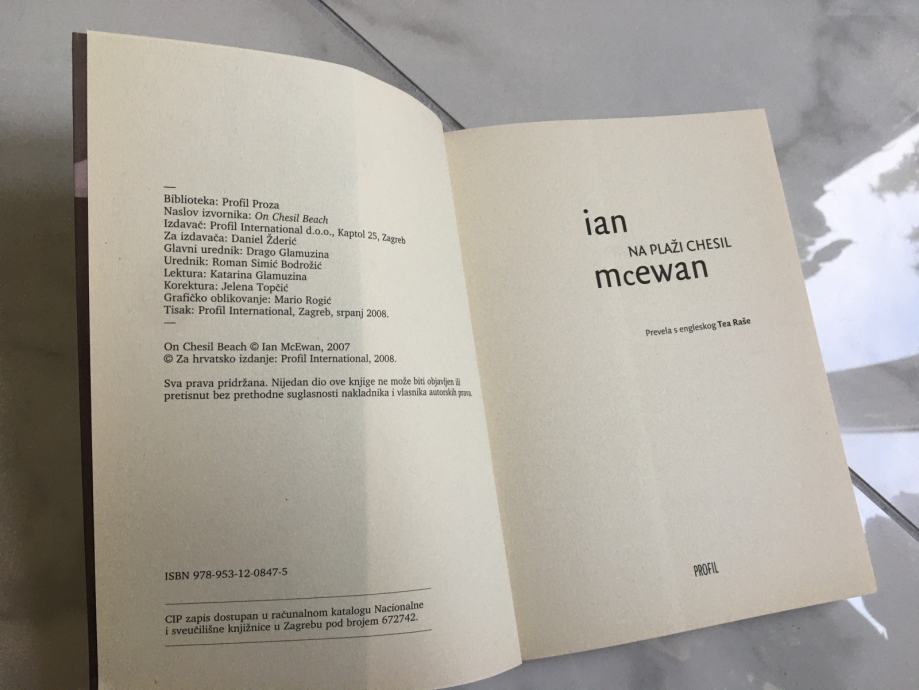 —
Biblioteka: Profil Proza
Naslov izvornika: On Chesil Beach
Izdavač: Profil International d.o.o., Kaptol 25, Zagreb
Za izdavača: Daniel Žderić
Glavni urednik: Drago Glamuzina
Urednik: Roman Simić Bodrožić
Lektura: Katarina Glamuzina
Korektura: Jelena Topčić
Grafičko oblikovanje: Mario Rogić
Tisak: Profil International, Zagreb, srpanj 2008.
—
On Chesil Beach © Ian McEwan, 2007
© Za hrvatsko izdanje: Profil International, 2008.
Sva prava pridržana. Nijedan dio ove knjige ne može biti objavljen ili
pretisnut bez prethodne suglasnosti nakladnika i vlasnika autorskih prava.
ISBN 978-953-12-0847-5
CIP zapis dostupan u računalnom katalogu Nacionalne
i sveučilišne knjižnice u Zagrebu pod brojem 672742.
ian
NA PLAŽI CHESIL
mcewan
Prevela s engleskog Tea Raše
PROFIL